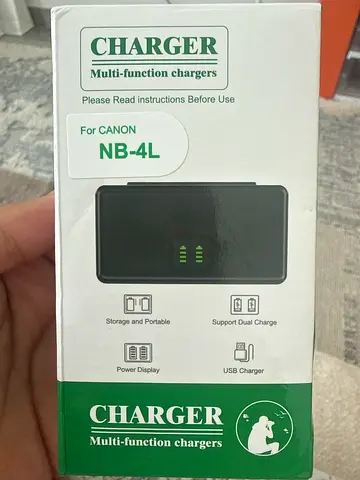 CHARGER
Multi-function chargers
Please Read instructions Before Use
For CANON
NB-4L
Storage and Portable
Support Dual Charge
Power Display
USB Charger
CHARGER
Multi-function chargers